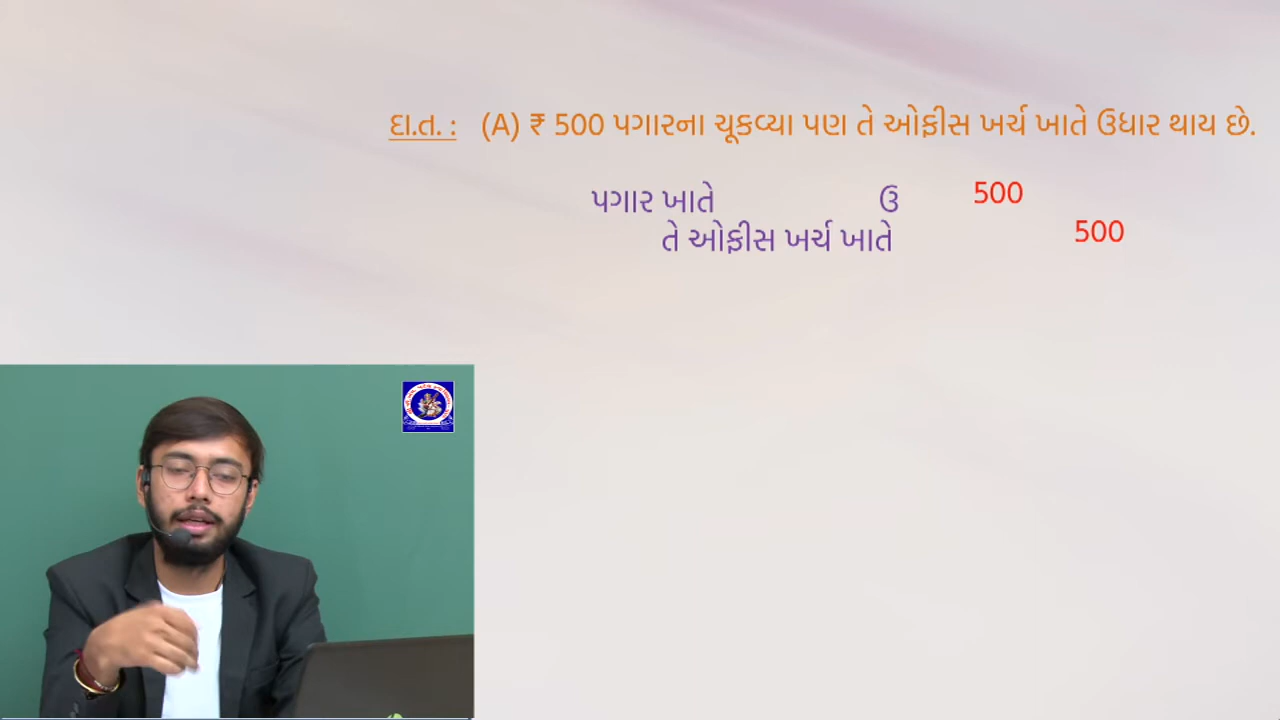 દા.ત. : (A) ₹ 500 પગારના ચૂકવ્યા પણ તે ઓફીસ ખર્ચ ખાતે ઉધાર થાય છે.
પગાર ખાતે ઉ 500
તે ઓફીસ ખર્ચ ખાતે 500